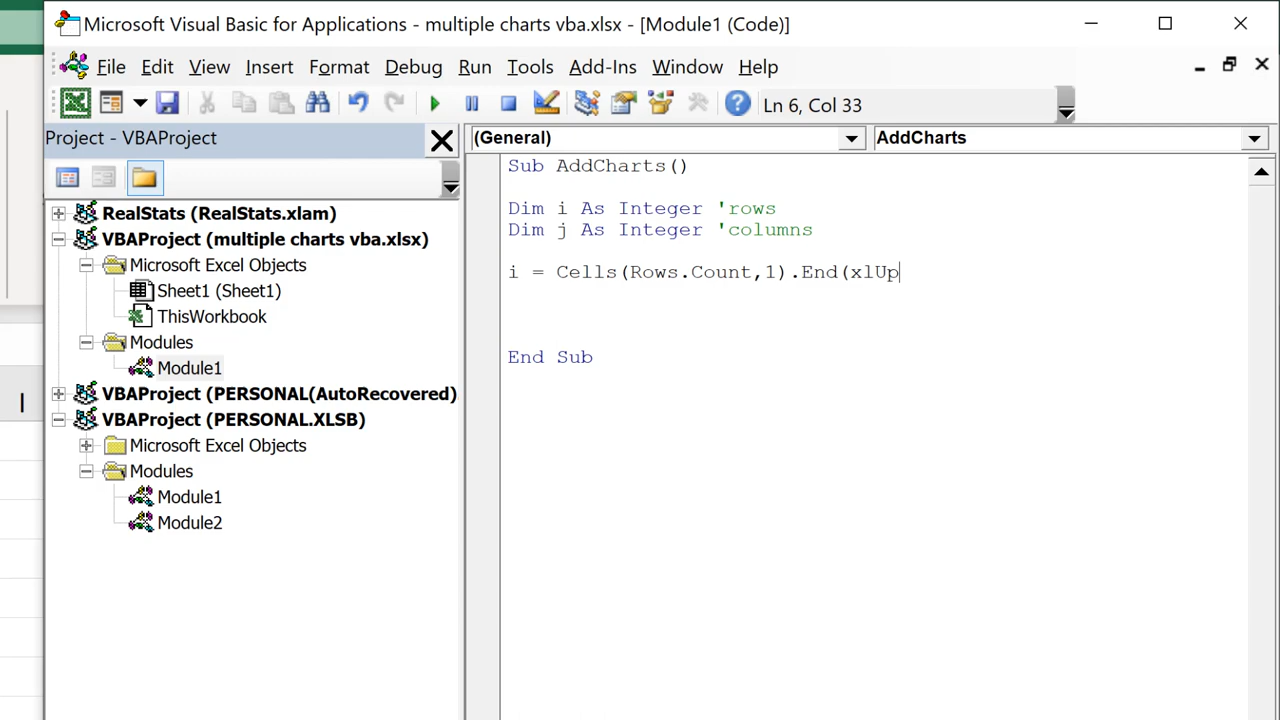 Microsoft Visual Basic for Applications - multiple charts vba.xlsx - [Module1 (Code)]
File Edit View Insert Format Debug Run Tools Add-Ins Window Help
Ln 6, Col 33
Project - VBAProject
(General)
AddCharts
RealStats (RealStats.xlam)
VBAProject (multiple charts vba.xlsx)
Microsoft Excel Objects
Sheet1 (Sheet1)
ThisWorkbook
Modules
Module1
VBAProject (PERSONAL(AutoRecovered)
VBAProject (PERSONAL.XLSB)
Microsoft Excel Objects
Modules
Module1
Module2
Sub AddCharts()
Dim i As Integer 'rows
Dim j As Integer 'columns
i = Cells(Rows.Count,1).End(xlUp
End Sub